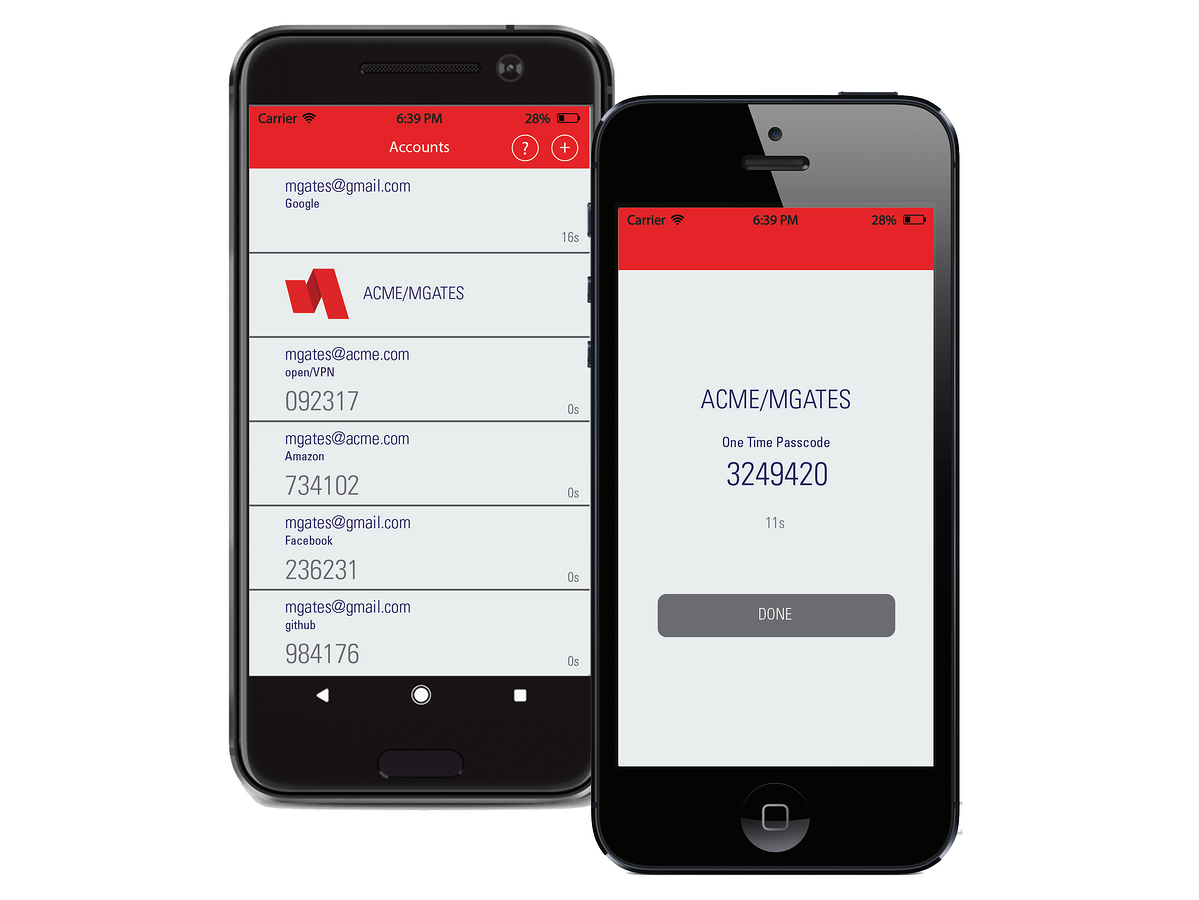 Carrier 6:39 PM 28%
Accounts ? +
mgates@gmail.com
Google
16s
ACME/MGATES
mgates@acme.com
open/VPN
092317 0s
mgates@acme.com
Amazon
734102 0s
mgates@gmail.com
Facebook
236231 0s
mgates@gmail.com
github
984176 0s
Carrier 6:39 PM 28%
ACME/MGATES
One Time Passcode
3249420
11s
DONE